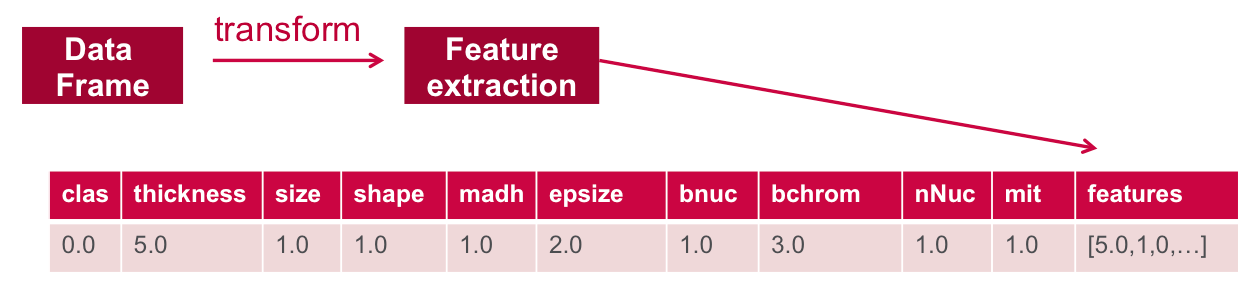 Data
Frame
transform
Feature
extraction
clas thickness size shape madh epsize bnuc bchrom nNuc mit features
0.0 5.0 1.0 1.0 1.0 2.0 1.0 3.0 1.0 1.0 [5.0,1,0,…]